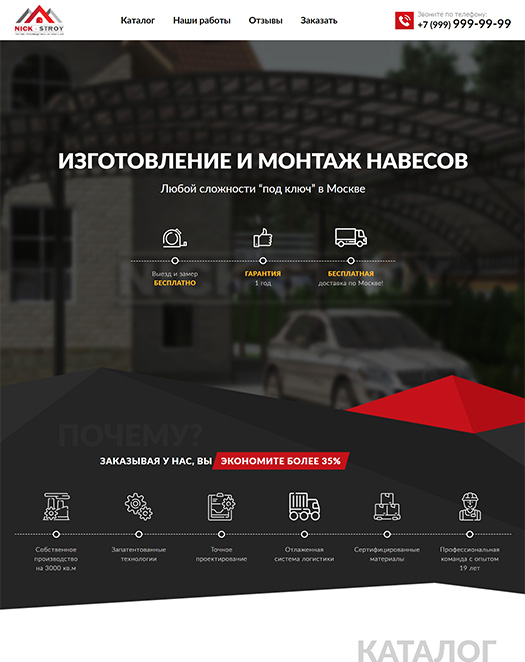 NICK - STROY
Каталог Наши работы Отзывы Заказать
Звоните по телефону:
+7 (999) 999-99-99
ИЗГОТОВЛЕНИЕ И МОНТАЖ НАВЕСОВ
Любой сложности “под ключ” в Москве
Выезд и замер
БЕСПЛАТНО
ГАРАНТИЯ
1 год
БЕСПЛАТНАЯ
доставка по Москве!
ПОЧЕМУ?
ЗАКАЗЫВАЯ У НАС, ВЫ ЭКОНОМИТЕ БОЛЕЕ 35%
Собственное
производство
на 3000 кв.м
Запатентованные
технологии
Точное
проектирование
Отлаженная
система логистики
Сертифицированные
материалы
Профессиональная
команда с опытом
19 лет
КАТАЛОГ